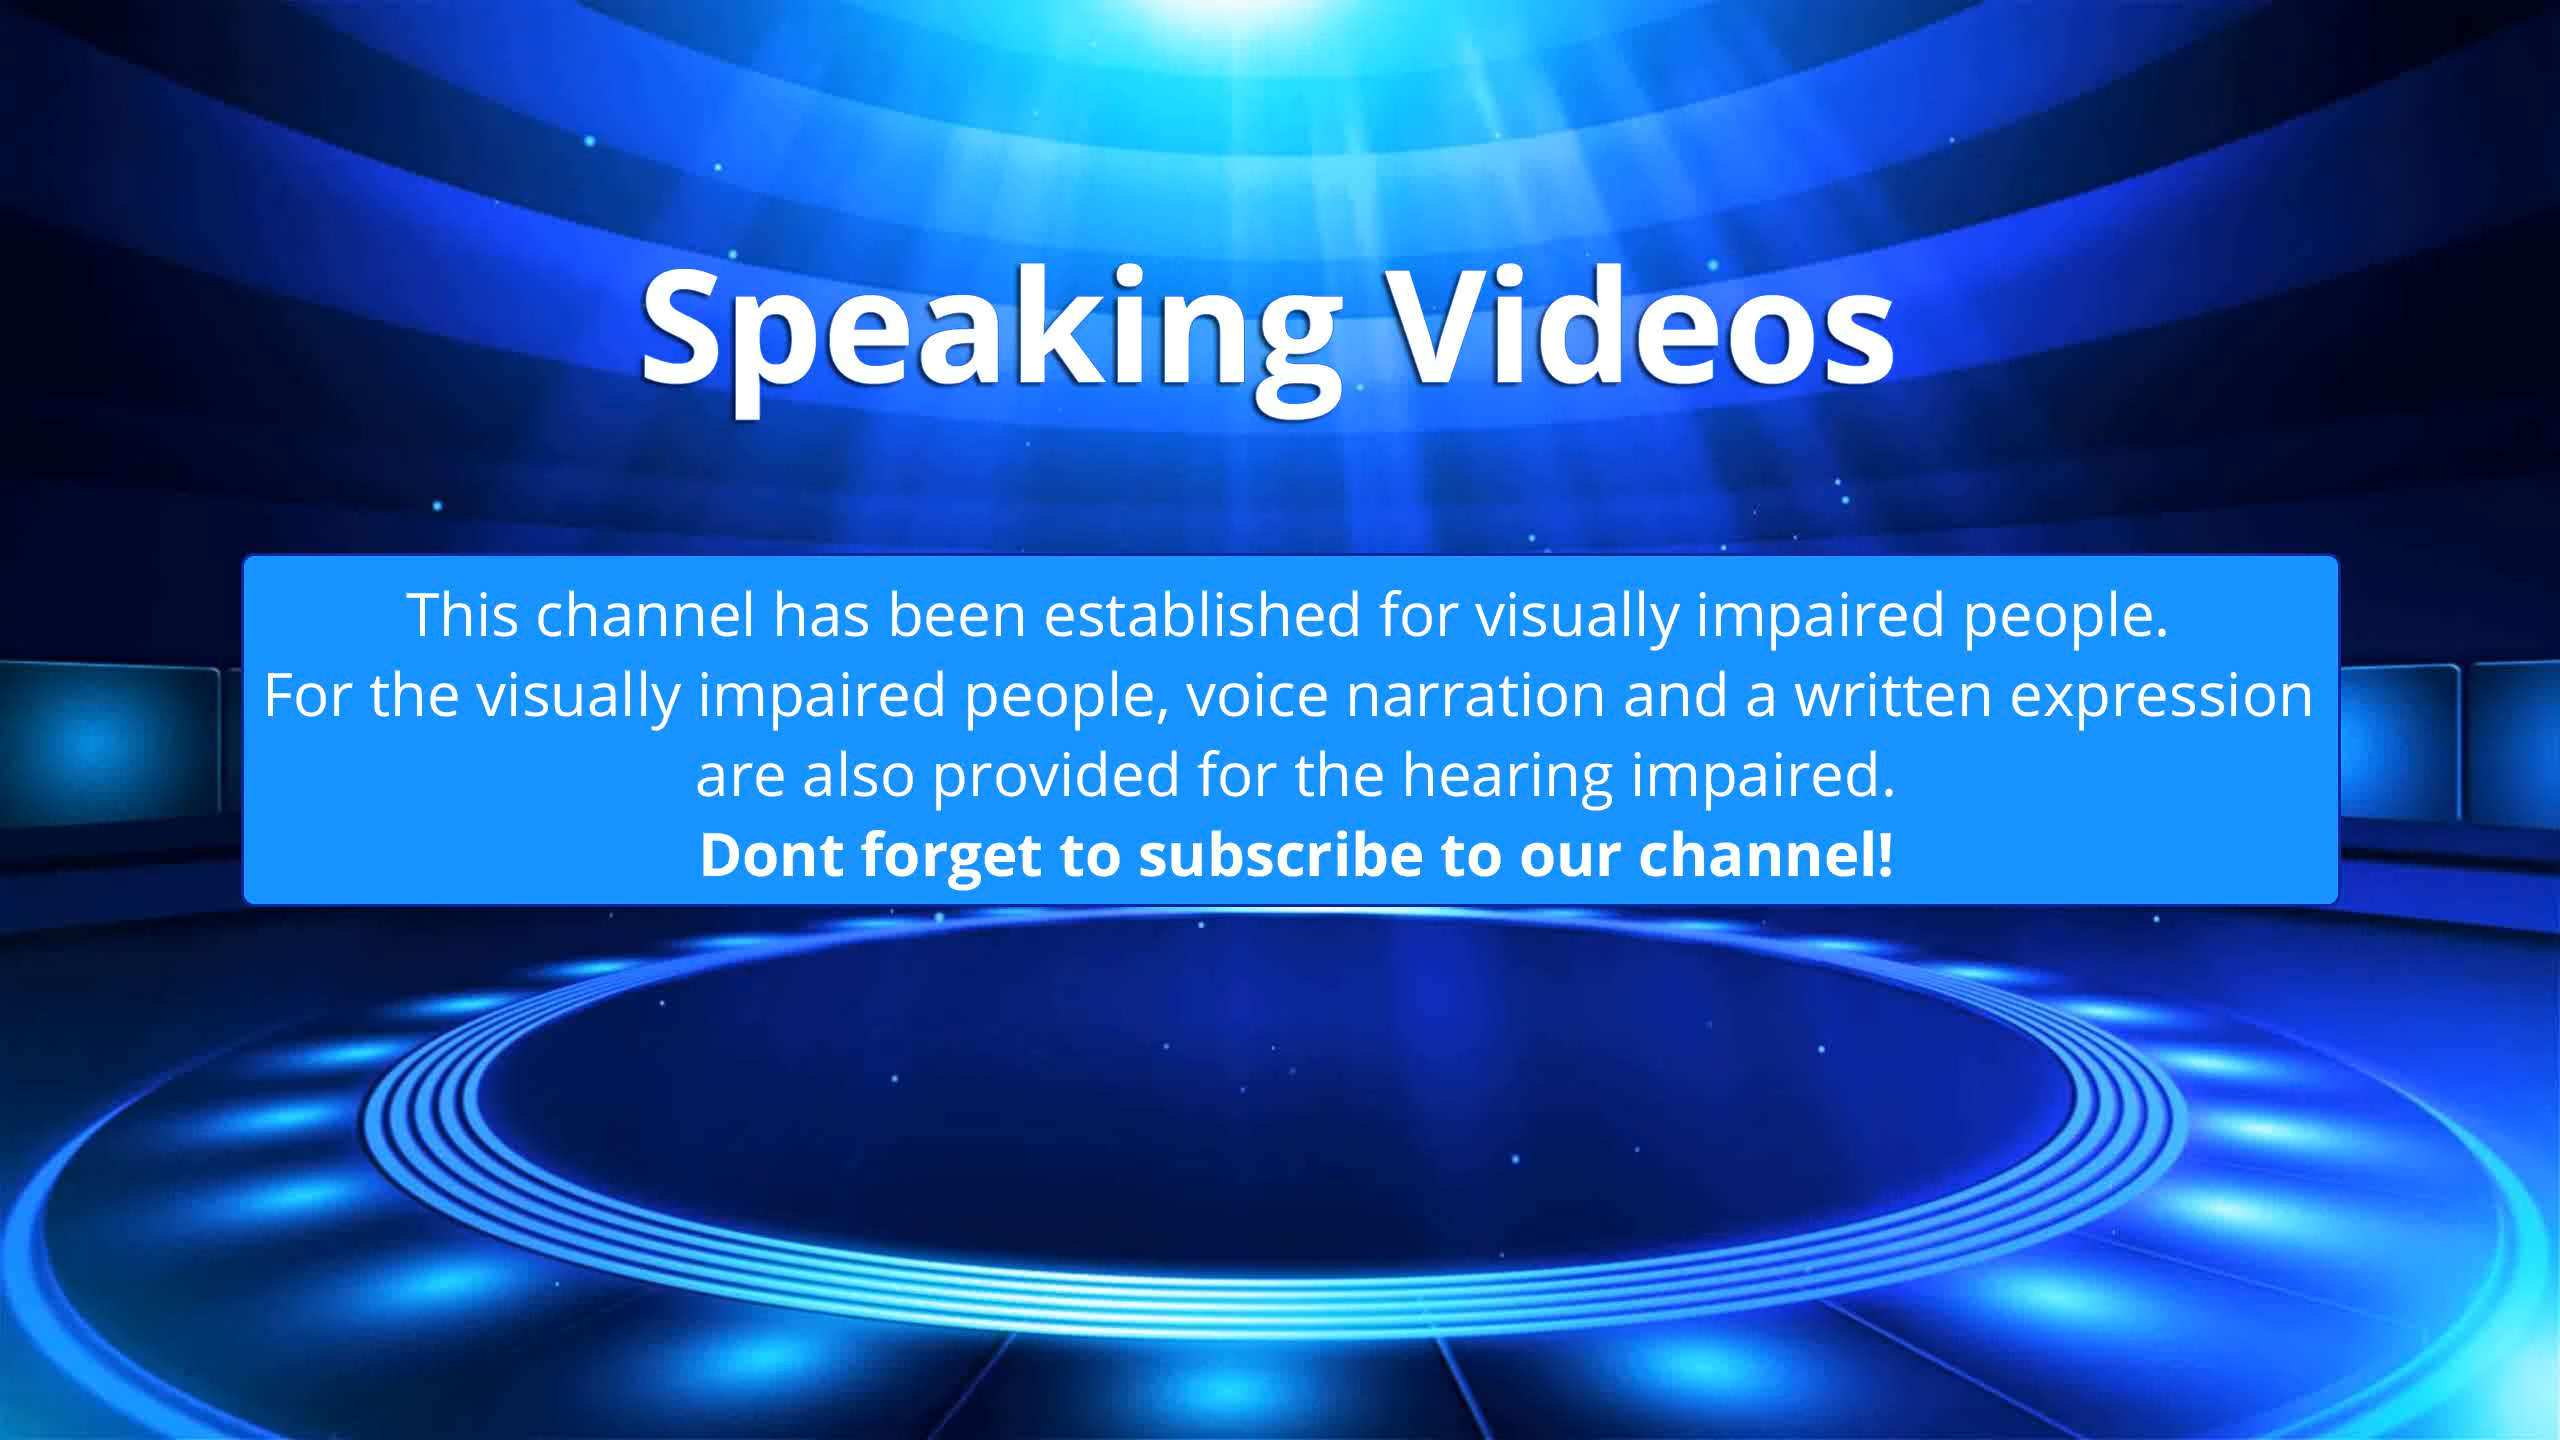 Speaking Videos
This channel has been established for visually impaired people.
For the visually impaired people, voice narration and a written expression
are also provided for the hearing impaired.
Dont forget to subscribe to our channel!